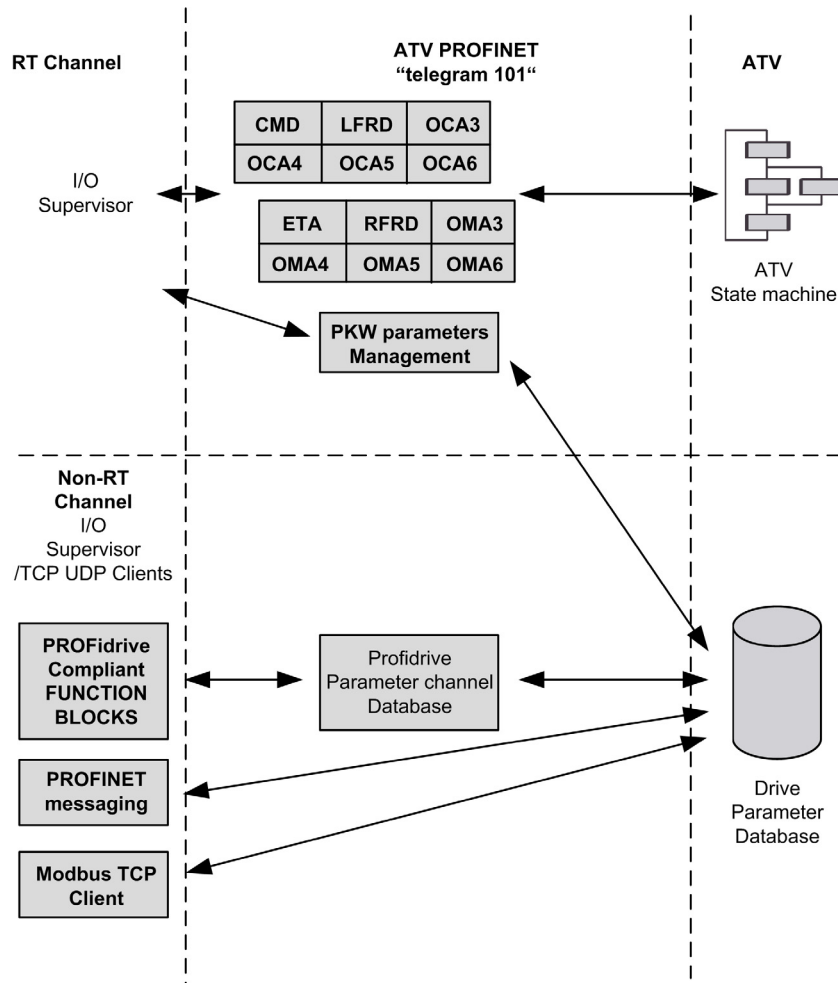 RT Channel
ATV PROFINET
“telegram 101“
ATV
CMD LFRD OCA3
OCA4 OCA5 OCA6
I/O
Supervisor
ETA RFRD OMA3
OMA4 OMA5 OMA6
ATV
State machine
PKW parameters
Management
Non-RT
Channel
I/O
Supervisor
/TCP UDP Clients
PROFidrive
Compliant
FUNCTION
BLOCKS
Profidrive
Parameter channel
Database
PROFINET
messaging
Drive
Parameter
Database
Modbus TCP
Client